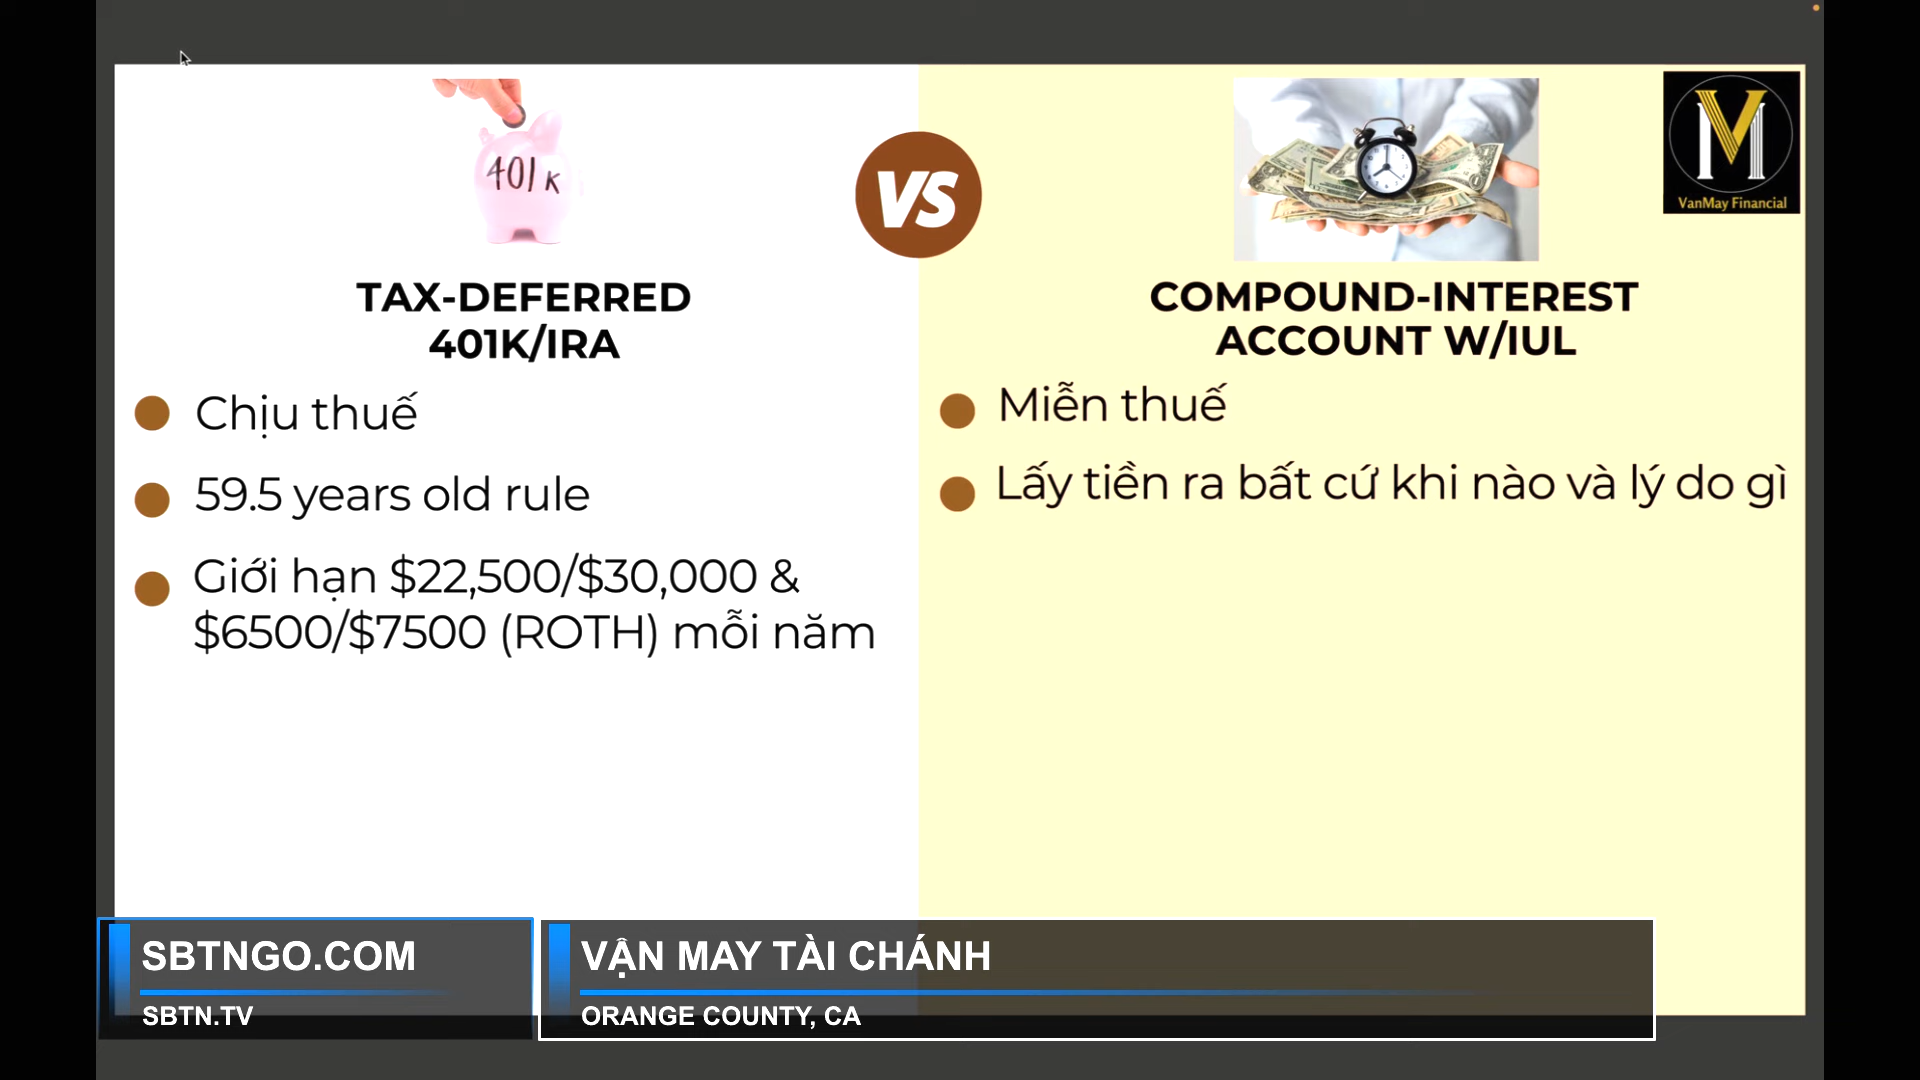 401K
VS
VM
VanMay Financial
TAX-DEFERRED
401K/IRA
Chịu thuế
59.5 years old rule
Giới hạn $22,500/$30,000 &
$6500/$7500 (ROTH) mỗi năm
COMPOUND-INTEREST
ACCOUNT W/IUL
Miễn thuế
Lấy tiền ra bất cứ khi nào và lý do gì
SBTNGO.COM
SBTN.TV
VẬN MAY TÀI CHÁNH
ORANGE COUNTY, CA